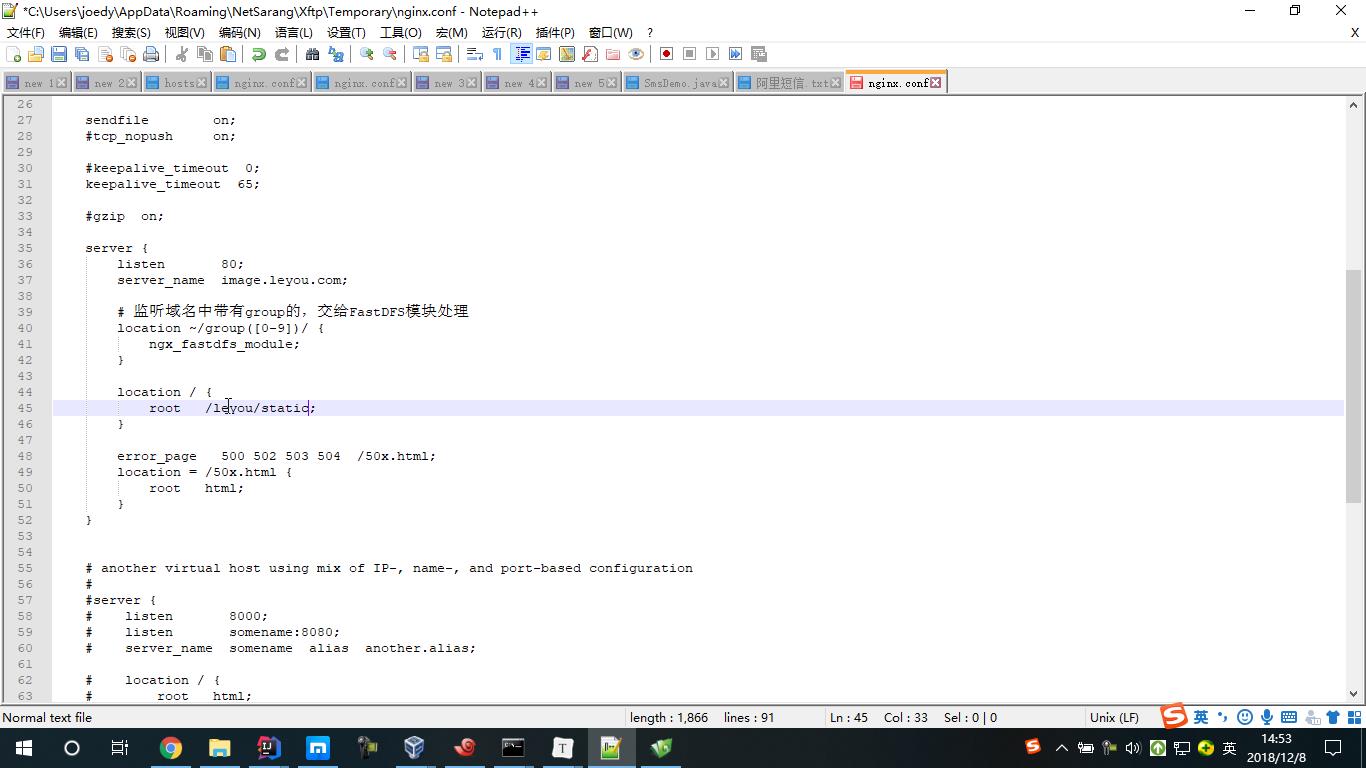 *C:\Users\joedy\AppData\Roaming\NetSarang\Xftp\Temporary\nginx.conf - Notepad++
文件(F) 编辑(E) 搜索(S) 视图(V) 编码(N) 语言(L) 设置(T) 工具(O) 宏(M) 运行(R) 插件(P) 窗口(W) ? X
new 1 new 2 hosts nginx.conf nginx.conf new 3 new 4 new 5 SmsDemo.java 阿里短信.txt nginx.conf
26
27 sendfile on;
28 #tcp_nopush on;
29
30 #keepalive_timeout 0;
31 keepalive_timeout 65;
32
33 #gzip on;
34
35 server {
36 listen 80;
37 server_name image.leyou.com;
38
39 # 监听域名中带有group的，交给FastDFS模块处理
40 location ~/group([0-9])/ {
41 ngx_fastdfs_module;
42 }
43
44 location / {
45 root /leyou/static;
46 }
47
48 error_page 500 502 503 504 /50x.html;
49 location = /50x.html {
50 root html;
51 }
52 }
53
54
55 # another virtual host using mix of IP-, name-, and port-based configuration
56 #
57 #server {
58 # listen 8000;
59 # listen somename:8080;
60 # server_name somename alias another.alias;
61
62 # location / {
63 # root html;
Normal text file length : 1,866 lines : 91 Ln : 45 Col : 33 Sel : 0 | 0 Unix (LF) 英
英 14:53
2018/12/8